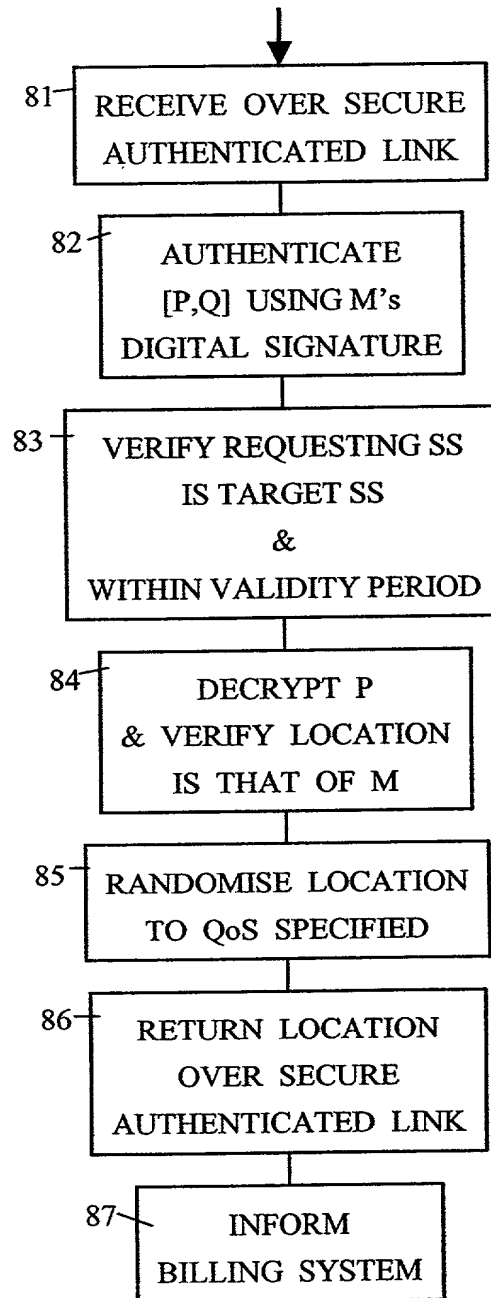 81
RECEIVE OVER SECURE
AUTHENTICATED LINK
82
AUTHENTICATE
[P,Q] USING M's
DIGITAL SIGNATURE
83
VERIFY REQUESTING SS
IS TARGET SS
&
WITHIN VALIDITY PERIOD
84
DECRYPT P
& VERIFY LOCATION
IS THAT OF M
85
RANDOMISE LOCATION
TO QoS SPECIFIED
86
RETURN LOCATION
OVER SECURE
AUTHENTICATED LINK
87
INFORM
BILLING SYSTEM